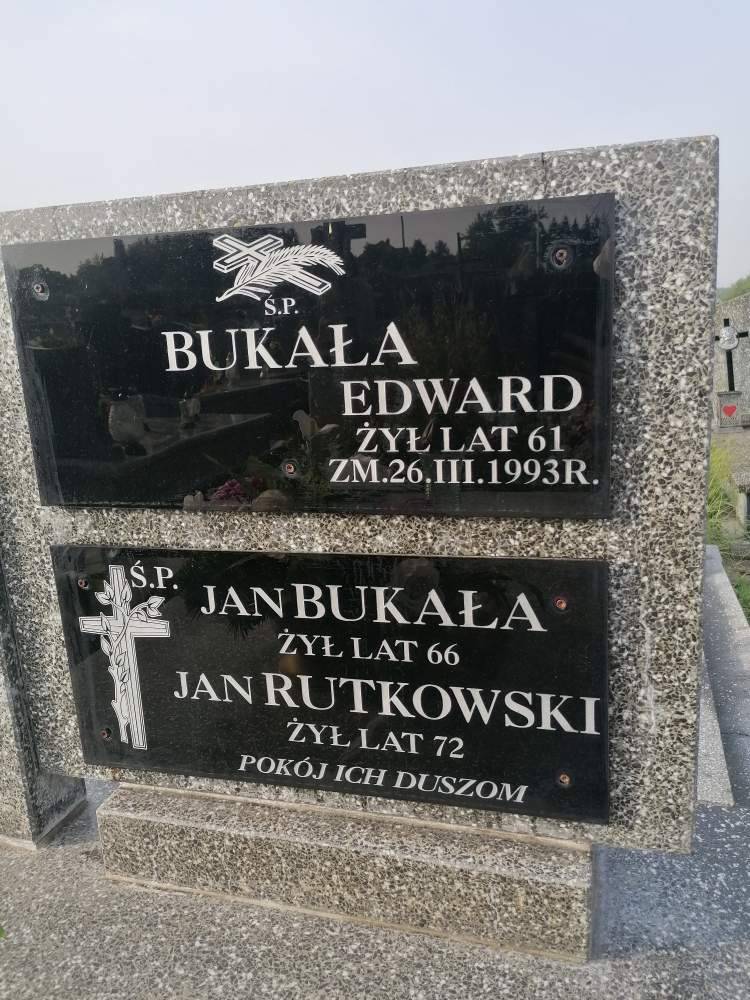 Ś.P.
BUKAŁA
EDWARD
ŻYŁ LAT 61
ZM.26.III.1993R.
Ś.P.
JAN BUKAŁA
ŻYŁ LAT 66
JAN RUTKOWSKI
ŻYŁ LAT 72
POKÓJ ICH DUSZOM